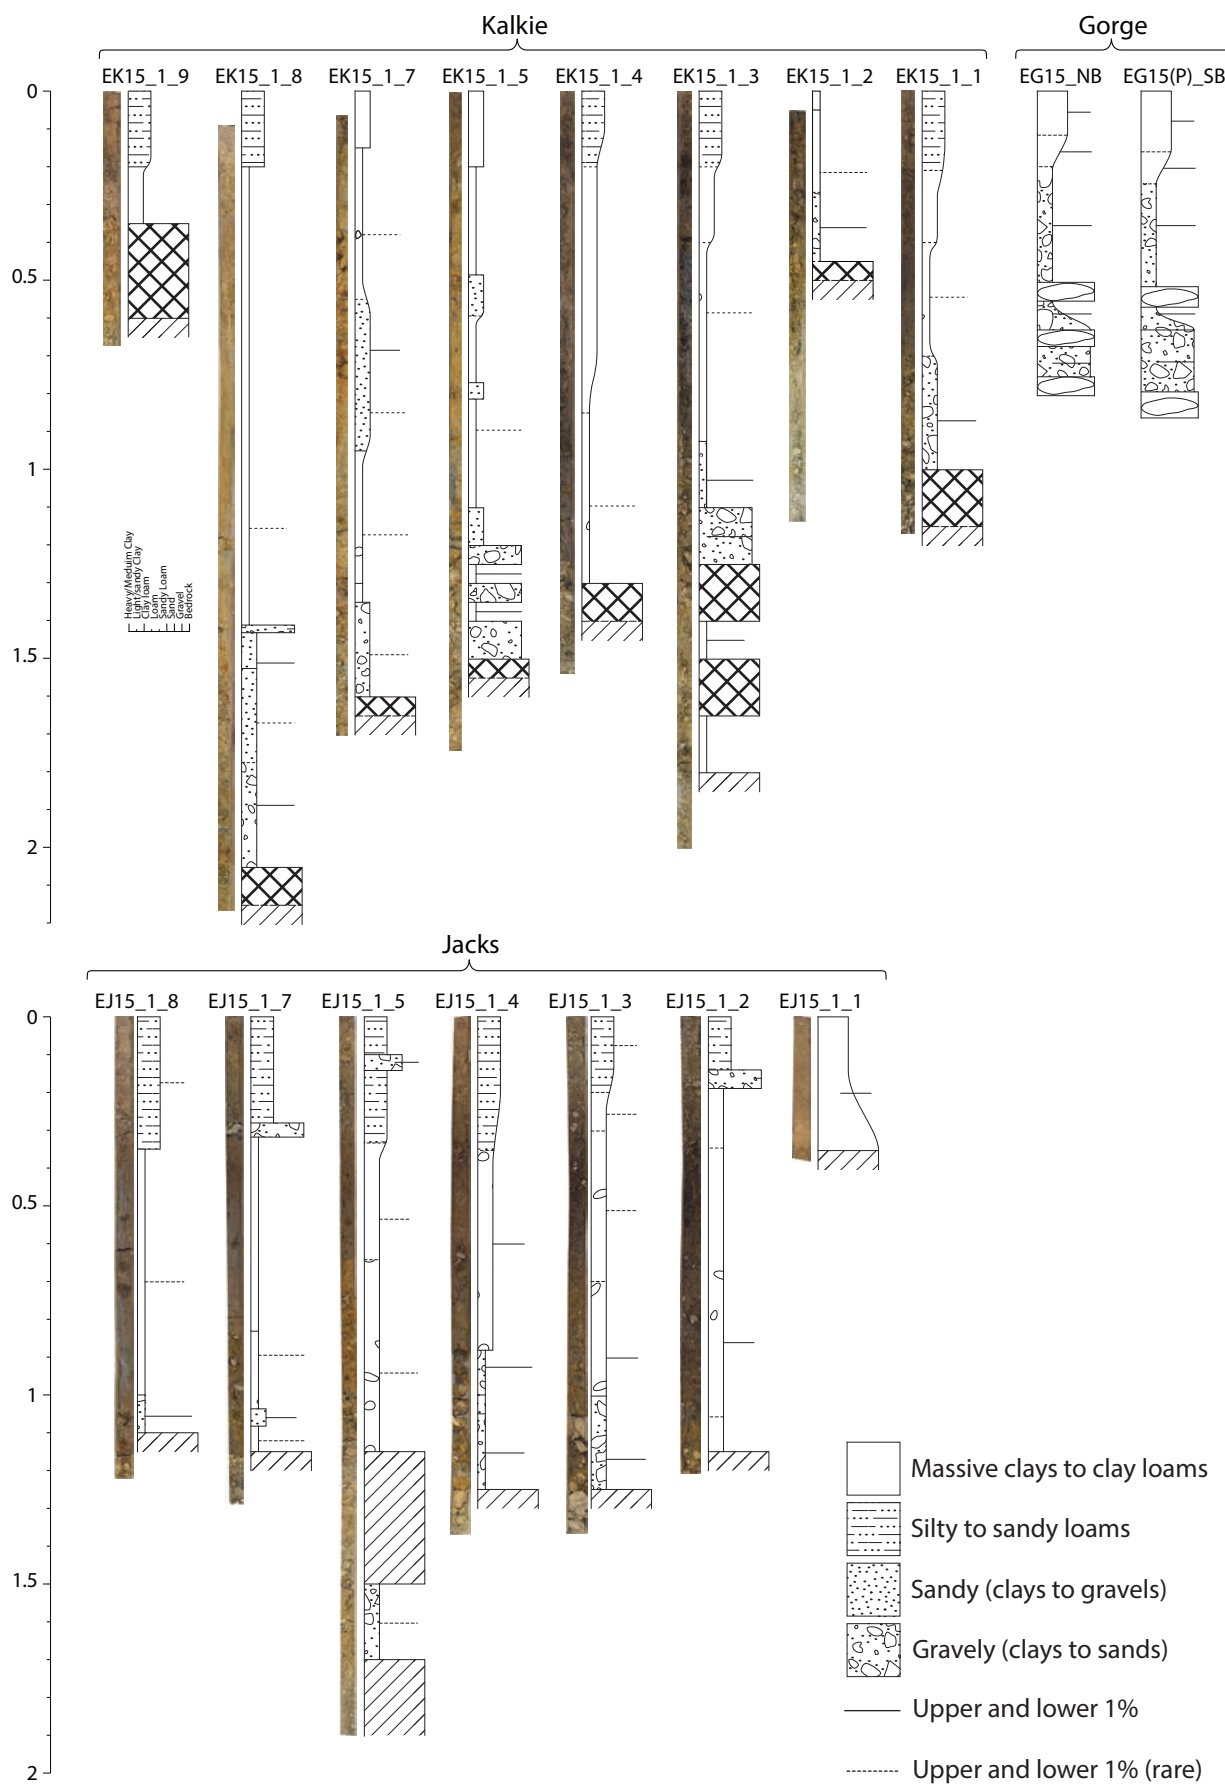 Kalkie
Gorge
EK15_1_9
EK15_1_8
EK15_1_7
EK15_1_5
EK15_1_4
EK15_1_3
EK15_1_2
EK15_1_1
EG15_NB
EG15(P)_SB
0
0.5
1
1.5
2
Heavy/Meduim Clay
Light/sandy Clay
Clay loam
Loam
Sandy Loam
Sand
Gravel
Bedrock
Jacks
EJ15_1_8
EJ15_1_7
EJ15_1_5
EJ15_1_4
EJ15_1_3
EJ15_1_2
EJ15_1_1
0
0.5
1
1.5
2
Massive clays to clay loams
Silty to sandy loams
Sandy (clays to gravels)
Gravely (clays to sands)
Upper and lower 1%
Upper and lower 1% (rare)